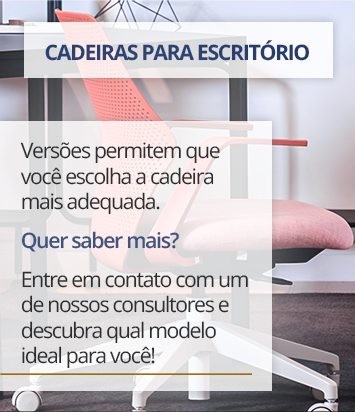 CADEIRAS PARA ESCRITÓRIO
Versões permitem que
você escolha a cadeira
mais adequada.
Quer saber mais?
Entre em contato com um
de nossos consultores e
descubra qual modelo
ideal para você!